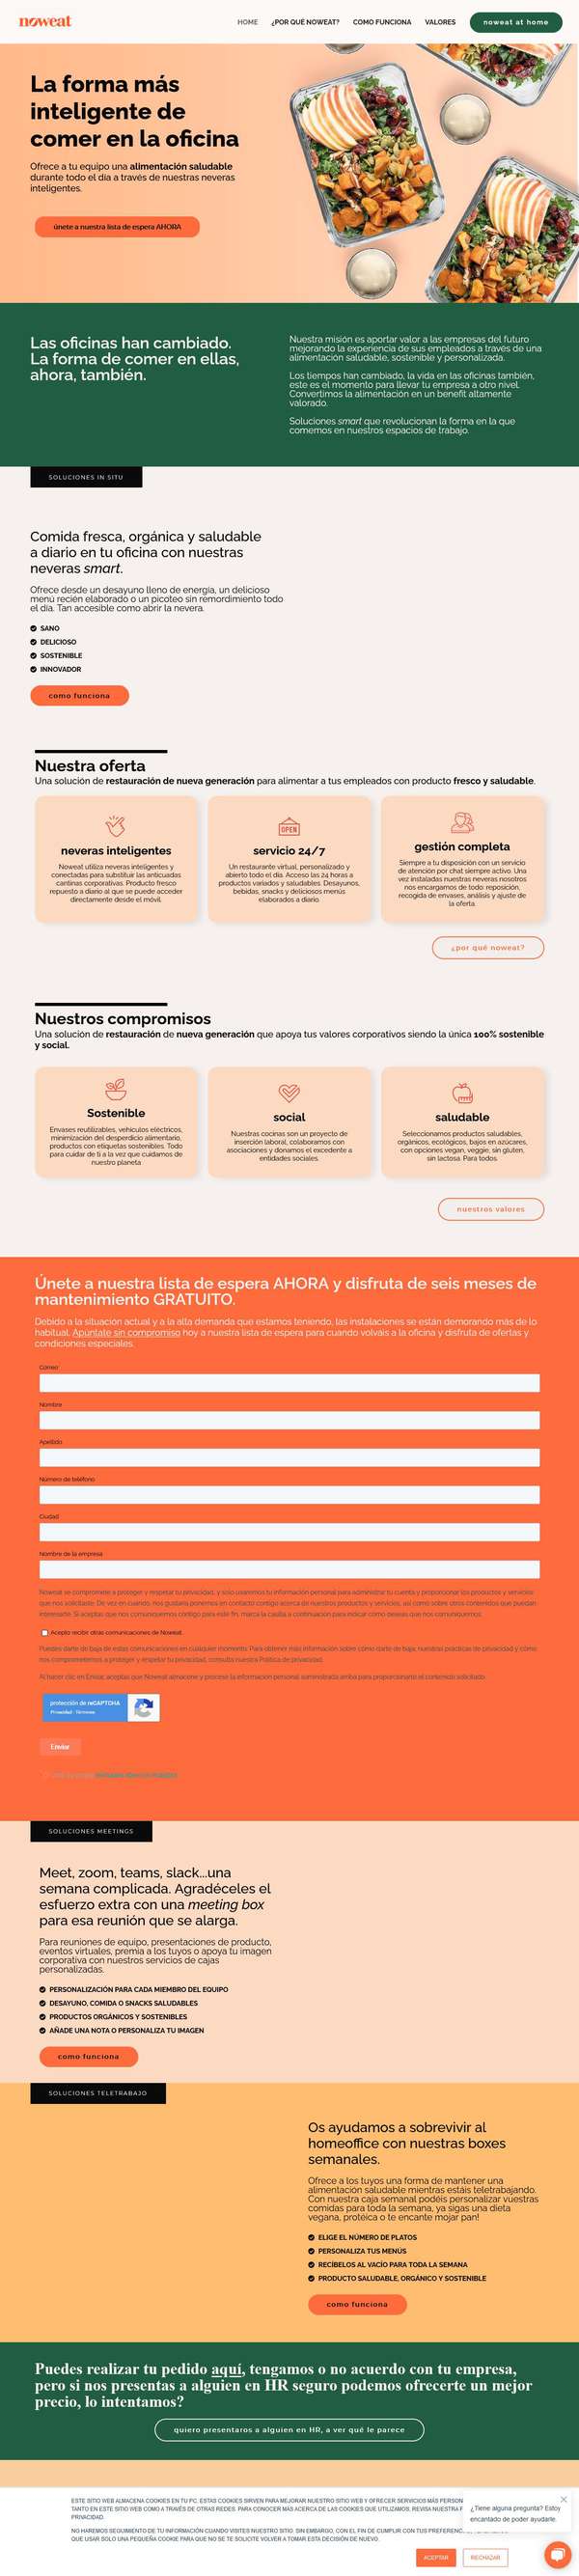 noweat
HOME
¿POR QUÉ NOWEAT?
COMO FUNCIONA
VALORES
noweat at home
La forma más
inteligente de
comer en la oficina
Ofrece a tu equipo una alimentación saludable
durante todo el día a través de nuestras neveras
inteligentes.
únete a nuestra lista de espera AHORA
Las oficinas han cambiado.
La forma de comer en ellas,
ahora, también.
Nuestra misión es aportar valor a las empresas del futuro
mejorando la experiencia de sus empleados a través de una
alimentación saludable, sostenible y personalizada.
Los tiempos han cambiado, la vida en las oficinas también,
este es el momento para llevar tu empresa a otro nivel.
Convertimos la alimentación en un benefit altamente
valorado.
Soluciones smart que revolucionan la forma en la que
comemos en nuestros espacios de trabajo.
SOLUCIONES IN SITU
Comida fresca, orgánica y saludable
a diario en tu oficina con nuestras
neveras smart.
Ofrece desde un desayuno lleno de energía, un delicioso
menú recién elaborado o un picoteo sin remordimiento todo
el día. Tan accesible como abrir la nevera.
SANO
DELICIOSO
SOSTENIBLE
INNOVADOR
como funciona
Nuestra oferta
Una solución de restauración de nueva generación para alimentar a tus empleados con producto fresco y saludable.
neveras inteligentes
Noweat utiliza neveras inteligentes y
conectadas para substituir las anticuadas
cantinas corporativas. Producto fresco
repuesto a diario al que se puede acceder
directamente desde el móvil.
OPEN
servicio 24/7
Un restaurante virtual, personalizado y
abierto todo el día. Acceso las 24 horas a
productos variados y saludables. Desayunos,
bebidas, snacks y deliciosos menús
elaborados a diario.
gestión completa
Siempre a tu disposición con un servicio
de atención por chat siempre activo. Una
vez instaladas nuestras neveras nosotros
nos encargamos de todo: reposición,
recogida de envases, análisis y ajuste de
la oferta.
¿por qué noweat?
Nuestros compromisos
Una solución de restauración de nueva generación que apoya tus valores corporativos siendo la única 100% sostenible
y social.
Sostenible
Envases reutilizables, vehículos eléctricos,
minimización del desperdicio alimentario,
productos con etiquetas sostenibles. Todo
para cuidar de ti a la vez que cuidamos de
nuestro planeta
social
Nuestras cocinas son un proyecto de
inserción laboral, colaboramos con
asociaciones y donamos el excedente a
entidades sociales.
saludable
Seleccionamos productos saludables,
orgánicos, ecológicos, bajos en azúcares,
con opciones vegan, veggie, sin gluten,
sin lactosa. Para todos.
nuestros valores
Únete a nuestra lista de espera AHORA y disfruta de seis meses de
mantenimiento GRATUITO.
Debido a la situación actual y a la alta demanda que estamos teniendo, las instalaciones se están demorando más de lo
habitual. Apúntate sin compromiso hoy a nuestra lista de espera para cuando volváis a la oficina y disfruta de ofertas y
condiciones especiales.
Correo*
Nombre
Apellido
Número de teléfono
Ciudad
Nombre de la empresa
Noweat se compromete a proteger y respetar tu privacidad, y solo usaremos tu información personal para administrar tu cuenta y proporcionar los productos y servicios
que nos solicitaste. De vez en cuando, nos gustaría ponernos en contacto contigo acerca de nuestros productos y servicios, así como sobre otros contenidos que puedan
interesarte. Si aceptas que nos comuniquemos contigo para este fin, marca la casilla a continuación para indicar cómo deseas que nos comuniquemos:
Acepto recibir otras comunicaciones de Noweat.
Puedes darte de baja de estas comunicaciones en cualquier momento. Para obtener más información sobre cómo darte de baja, nuestras prácticas de privacidad y cómo
nos comprometemos a proteger y respetar tu privacidad, consulta nuestra Política de privacidad.
Al hacer clic en Enviar, aceptas que Noweat almacene y procese la información personal suministrada arriba para proporcionarte el contenido solicitado.
protección de reCAPTCHA
Privacidad - Términos
Enviar
SOLUCIONES MEETINGS
Meet, zoom, teams, slack...una
semana complicada. Agradéceles el
esfuerzo extra con una meeting box
para esa reunión que se alarga.
Para reuniones de equipo, presentaciones de producto,
eventos virtuales, premia a los tuyos o apoya tu imagen
corporativa con nuestros servicios de cajas
personalizadas.
PERSONALIZACIÓN PARA CADA MIEMBRO DEL EQUIPO
DESAYUNO, COMIDA O SNACKS SALUDABLES
PRODUCTOS ORGÁNICOS Y SOSTENIBLES
AÑADE UNA NOTA O PERSONALIZA TU IMAGEN
como funciona
SOLUCIONES TELETRABAJO
Os ayudamos a sobrevivir al
homeoffice con nuestras boxes
semanales.
Ofrece a los tuyos una forma de mantener una
alimentación saludable mientras estáis teletrabajando.
Con nuestra caja semanal podéis personalizar vuestras
comidas para toda la semana, ya sigas una dieta
vegana, protéica o te encante mojar pan!
ELIGE EL NÚMERO DE PLATOS
PERSONALIZA TUS MENÚS
RECÍBELOS AL VACÍO PARA TODA LA SEMANA
PRODUCTO SALUDABLE, ORGÁNICO Y SOSTENIBLE
como funciona
Puedes realizar tu pedido aquí, tengamos o no acuerdo con tu empresa,
pero si nos presentas a alguien en HR seguro podemos ofrecerte un mejor
precio, lo intentamos?
quiero presentaros a alguien en HR, a ver qué le parece
ESTE SITIO WEB ALMACENA COOKIES EN TU PC. ESTAS COOKIES SIRVEN PARA MEJORAR NUESTRO SITIO WEB Y OFRECER SERVICIOS MÁS PERSON
TANTO EN ESTE SITIO WEB COMO A TRAVÉS DE OTRAS REDES. PARA CONOCER MÁS ACERCA DE LAS COOKIES QUE UTILIZAMOS, REVISA NUESTRA
PRIVACIDAD.
NO HAREMOS SEGUIMIENTO DE TU INFORMACIÓN CUANDO VISITES NUESTRO SITIO. SIN EMBARGO, CON EL FIN DE CUMPLIR CON TUS
QUE USAR SOLO UNA PEQUEÑA COOKIE PARA QUE NO SE TE SOLICITE VOLVER A TOMAR ESTA DECISIÓN DE NUEVO.
ACEPTAR
RECHAZAR
¿Tiene alguna pregunta? Estoy
encantado de poder ayudarle.